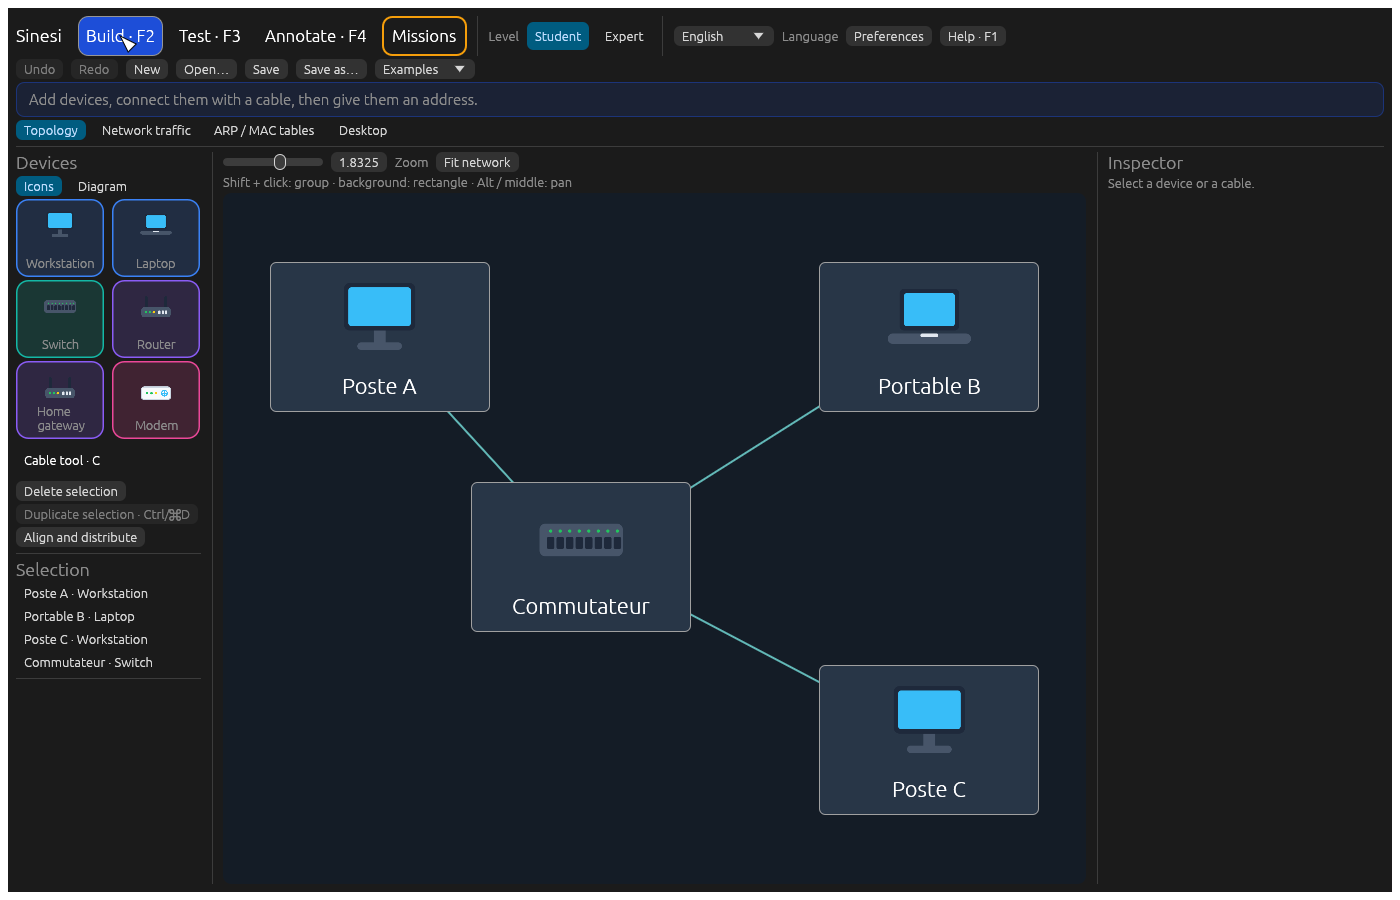 Sinesi Build · F2 Test · F3 Annotate · F4 Missions Level Student Expert English Language Preferences Help · F1
Undo Redo New Open... Save Save as... Examples
Add devices, connect them with a cable, then give them an address.
Topology Network traffic ARP / MAC tables Desktop
Devices
Icons Diagram
Workstation Laptop
Switch Router
Home gateway Modem
Cable tool · C
Delete selection
Duplicate selection · Ctrl/⌘D
Align and distribute
Selection
Poste A · Workstation
Portable B · Laptop
Poste C · Workstation
Commutateur · Switch
1.8325 Zoom Fit network
Shift + click: group · background: rectangle · Alt / middle: pan
Poste A
Portable B
Commutateur
Poste C
Inspector
Select a device or a cable.